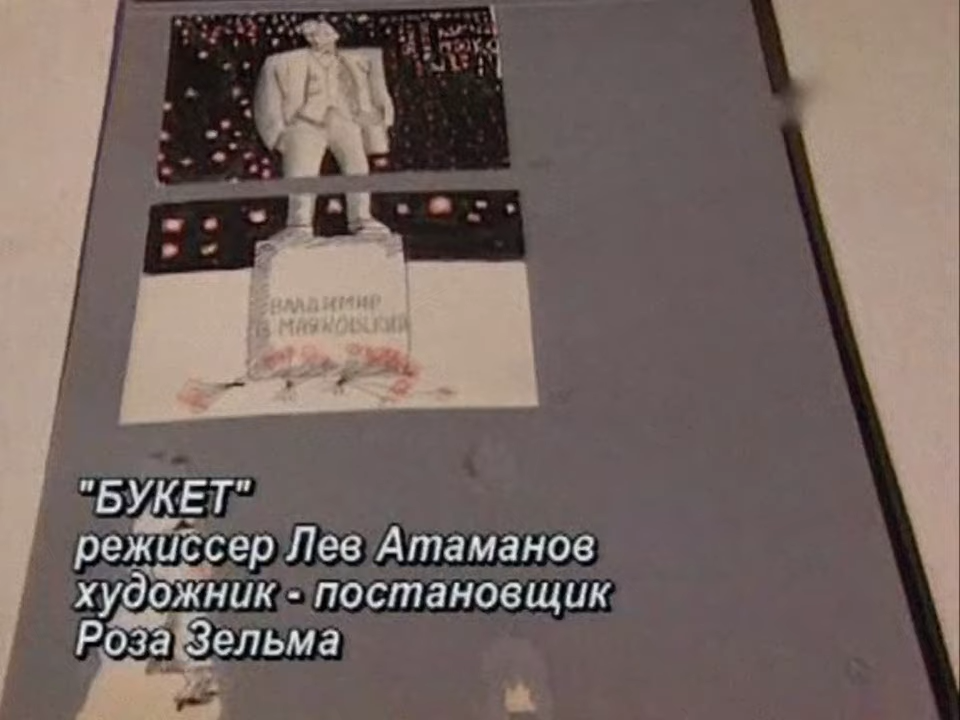 ВЛАДИМИР
В МАЯКОВСКИЙ
"БУКЕТ"
режиссер Лев Атаманов
художник - постановщик
Роза Зельма